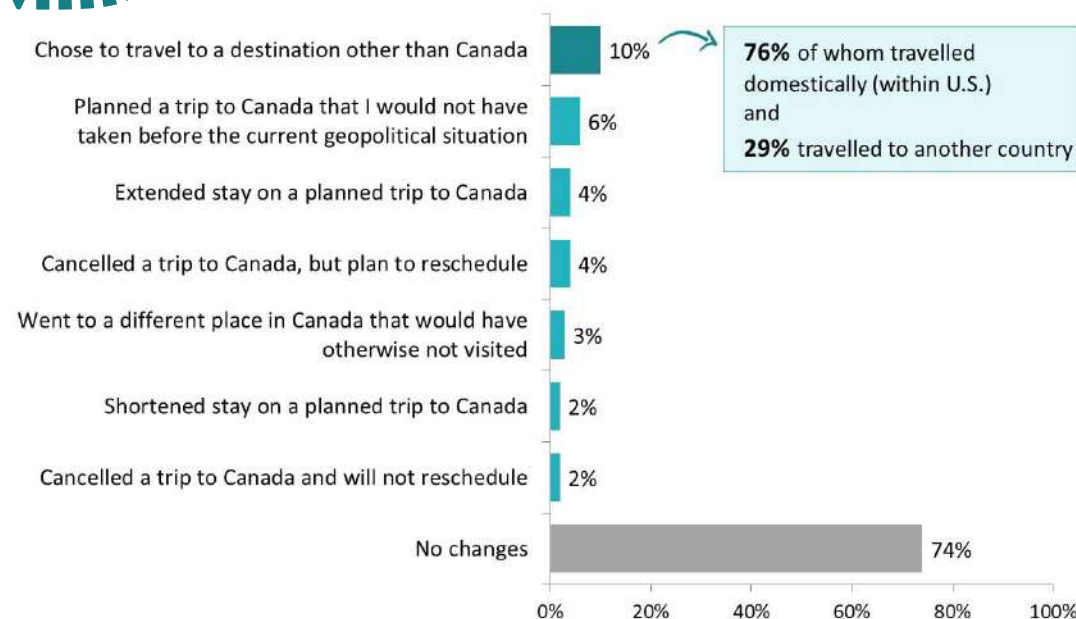 Chose to travel to a destination other than Canada
10%
76% of whom travelled
domestically (within U.S.)
and
29% travelled to another country
Planned a trip to Canada that I would not have
taken before the current geopolitical situation
6%
Extended stay on a planned trip to Canada
4%
Cancelled a trip to Canada, but plan to reschedule
4%
Went to a different place in Canada that would have
otherwise not visited
3%
Shortened stay on a planned trip to Canada
2%
Cancelled a trip to Canada and will not reschedule
2%
No changes
74%
0% 20% 40% 60% 80% 100%